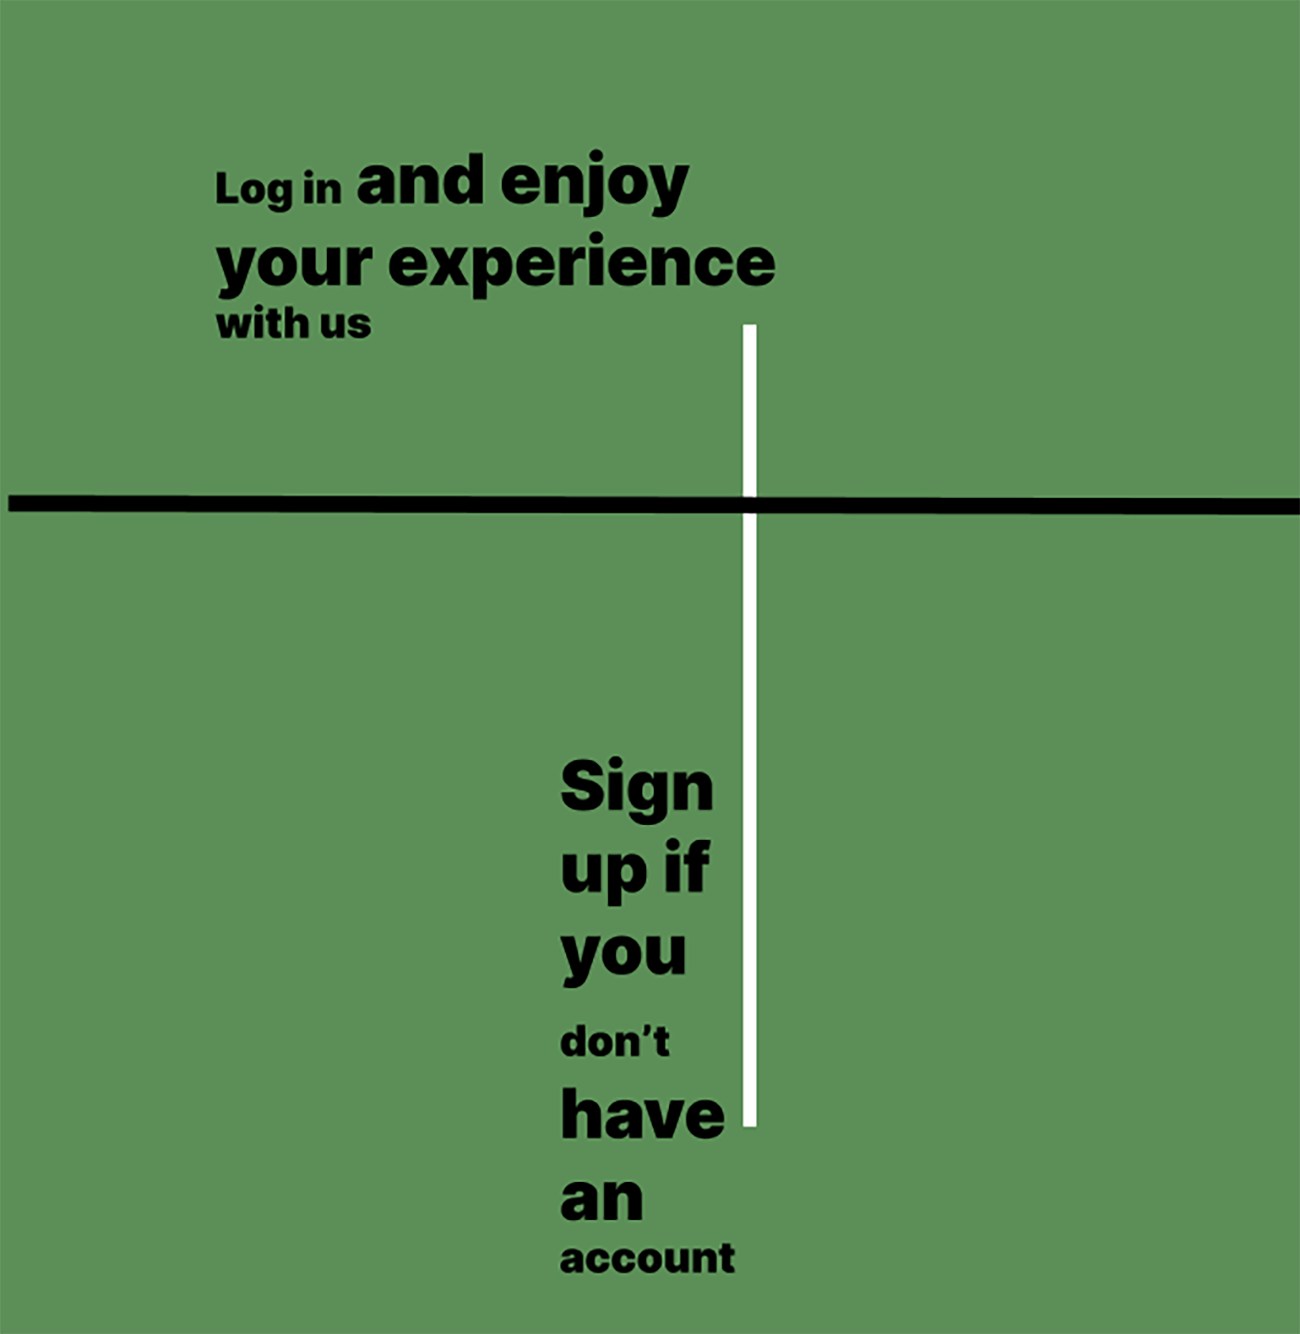 Log in and enjoy
your experience
with us
Sign
up if
you
don’t
have
an
account